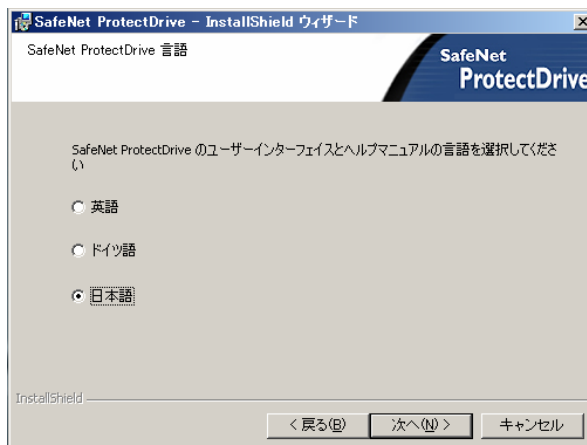 SafeNet ProtectDrive - InstallShield ウィザード
SafeNet ProtectDrive 言語
SafeNet
ProtectDrive
SafeNet ProtectDrive のユーザーインターフェイスとヘルプマニュアルの言語を選択してくださ
い
英語
ドイツ語
日本語
InstallShield
< 戻る(B)
次へ(N) >
キャンセル